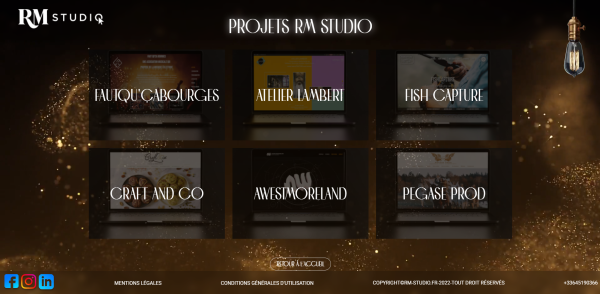 RM STUDIO
PROJETS RM STUDIO
FAUTQU'ÇABOURGES
ATELIER LAMBERT
FISH CAPTURE
CRAFT AND CO
AWESTMORELAND
PEGASE PROD
RETOUR À L'ACCUEIL
MENTIONS LÉGALES
CONDITIONS GÉNÉRALES D'UTILISATION
COPYRIGHT©RM-STUDIO.FR-2022-TOUT DROIT RÉSERVÉS
+33645190366